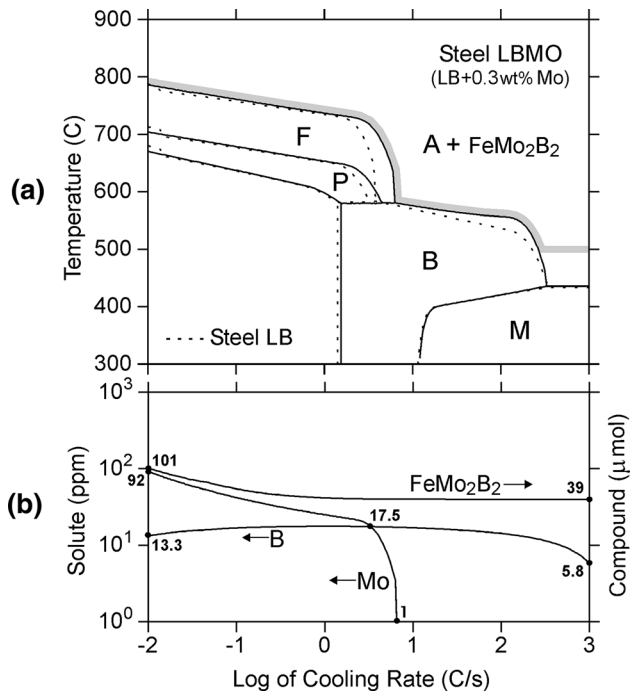 900
800
700
600
500
400
300
Temperature (C)
(a)
Steel LBMO
(LB+0.3wt% Mo)
A + FeMo₂B₂
F
P
B
M
Steel LB
10³
10²
10¹
10⁰
Solute (ppm)
(b)
101
92
13.3
FeMo₂B₂
39
17.5
B
Mo
5.8
1
Compound (μmol)
-2
-1
0
1
2
3
Log of Cooling Rate (C/s)